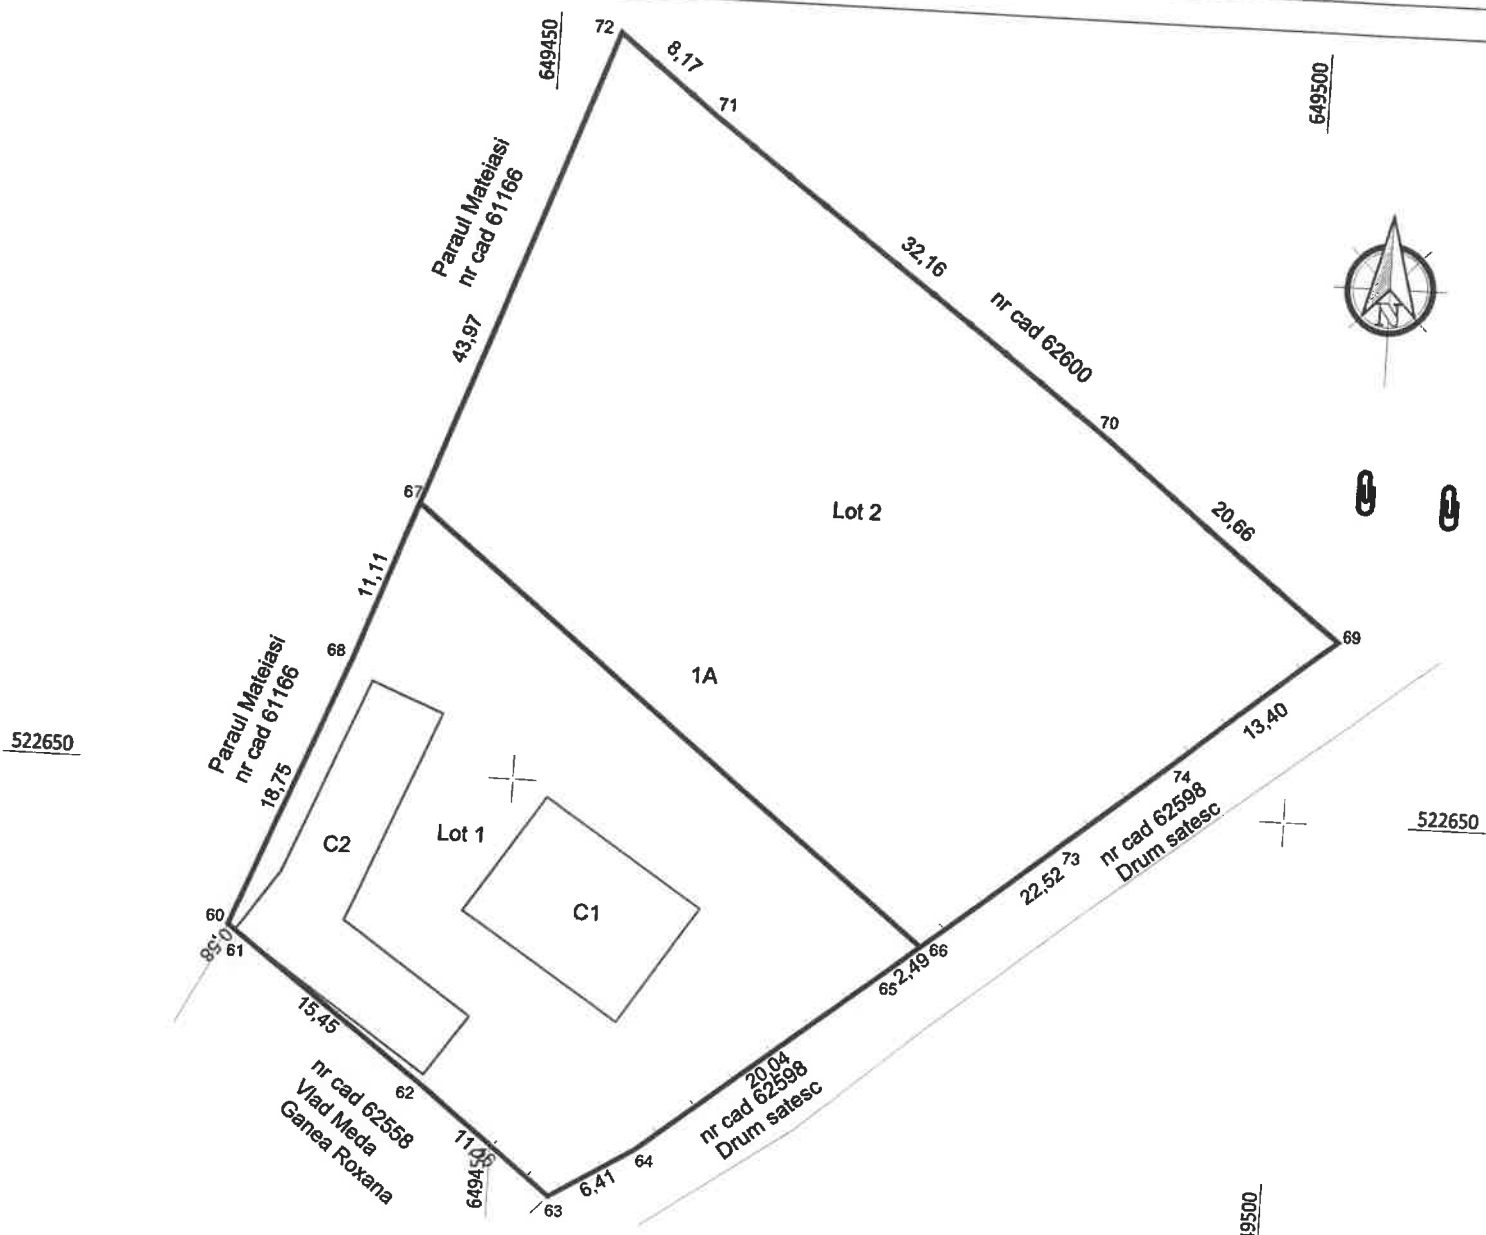 72
649450
8,17
649500
71
Paraul Mateiasi
nr cad 61166
32,16
nr cad 62600
N
43,97
70
67
Lot 2
20,66
11,11
69
68
1A
Paraul Mateiasi
nr cad 61166
13,40
522650
18,75
74
nr cad 62598
Drum satesc
522650
C2
Lot 1
73
22,52
C1
60
0,58
61
66
2,49
65
15,45
20,04
nr cad 62598
Drum satesc
62
nr cad 62558
Vlad Meda
Ganea Roxana
64
6,41
63